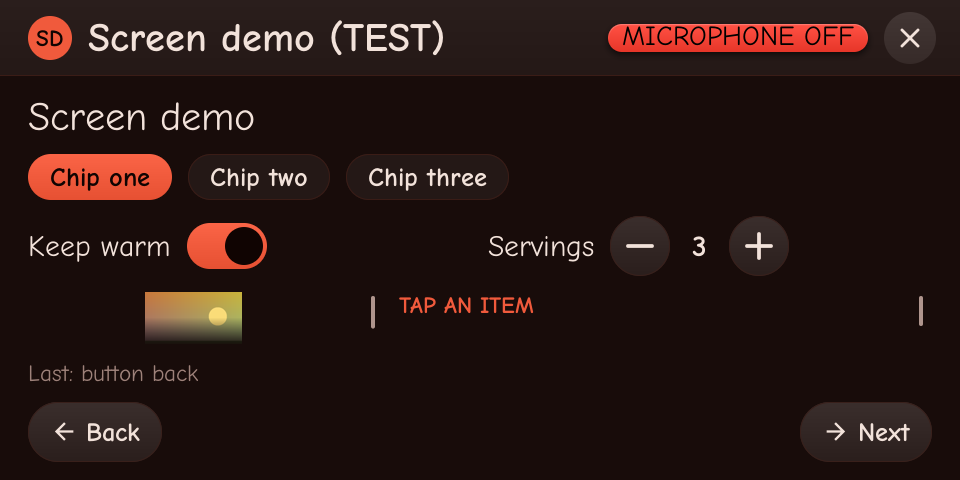 SD Screen demo (TEST) MICROPHONE OFF
Screen demo
Chip one Chip two Chip three
Keep warm Servings 3
TAP AN ITEM
Last: button back
Back Next